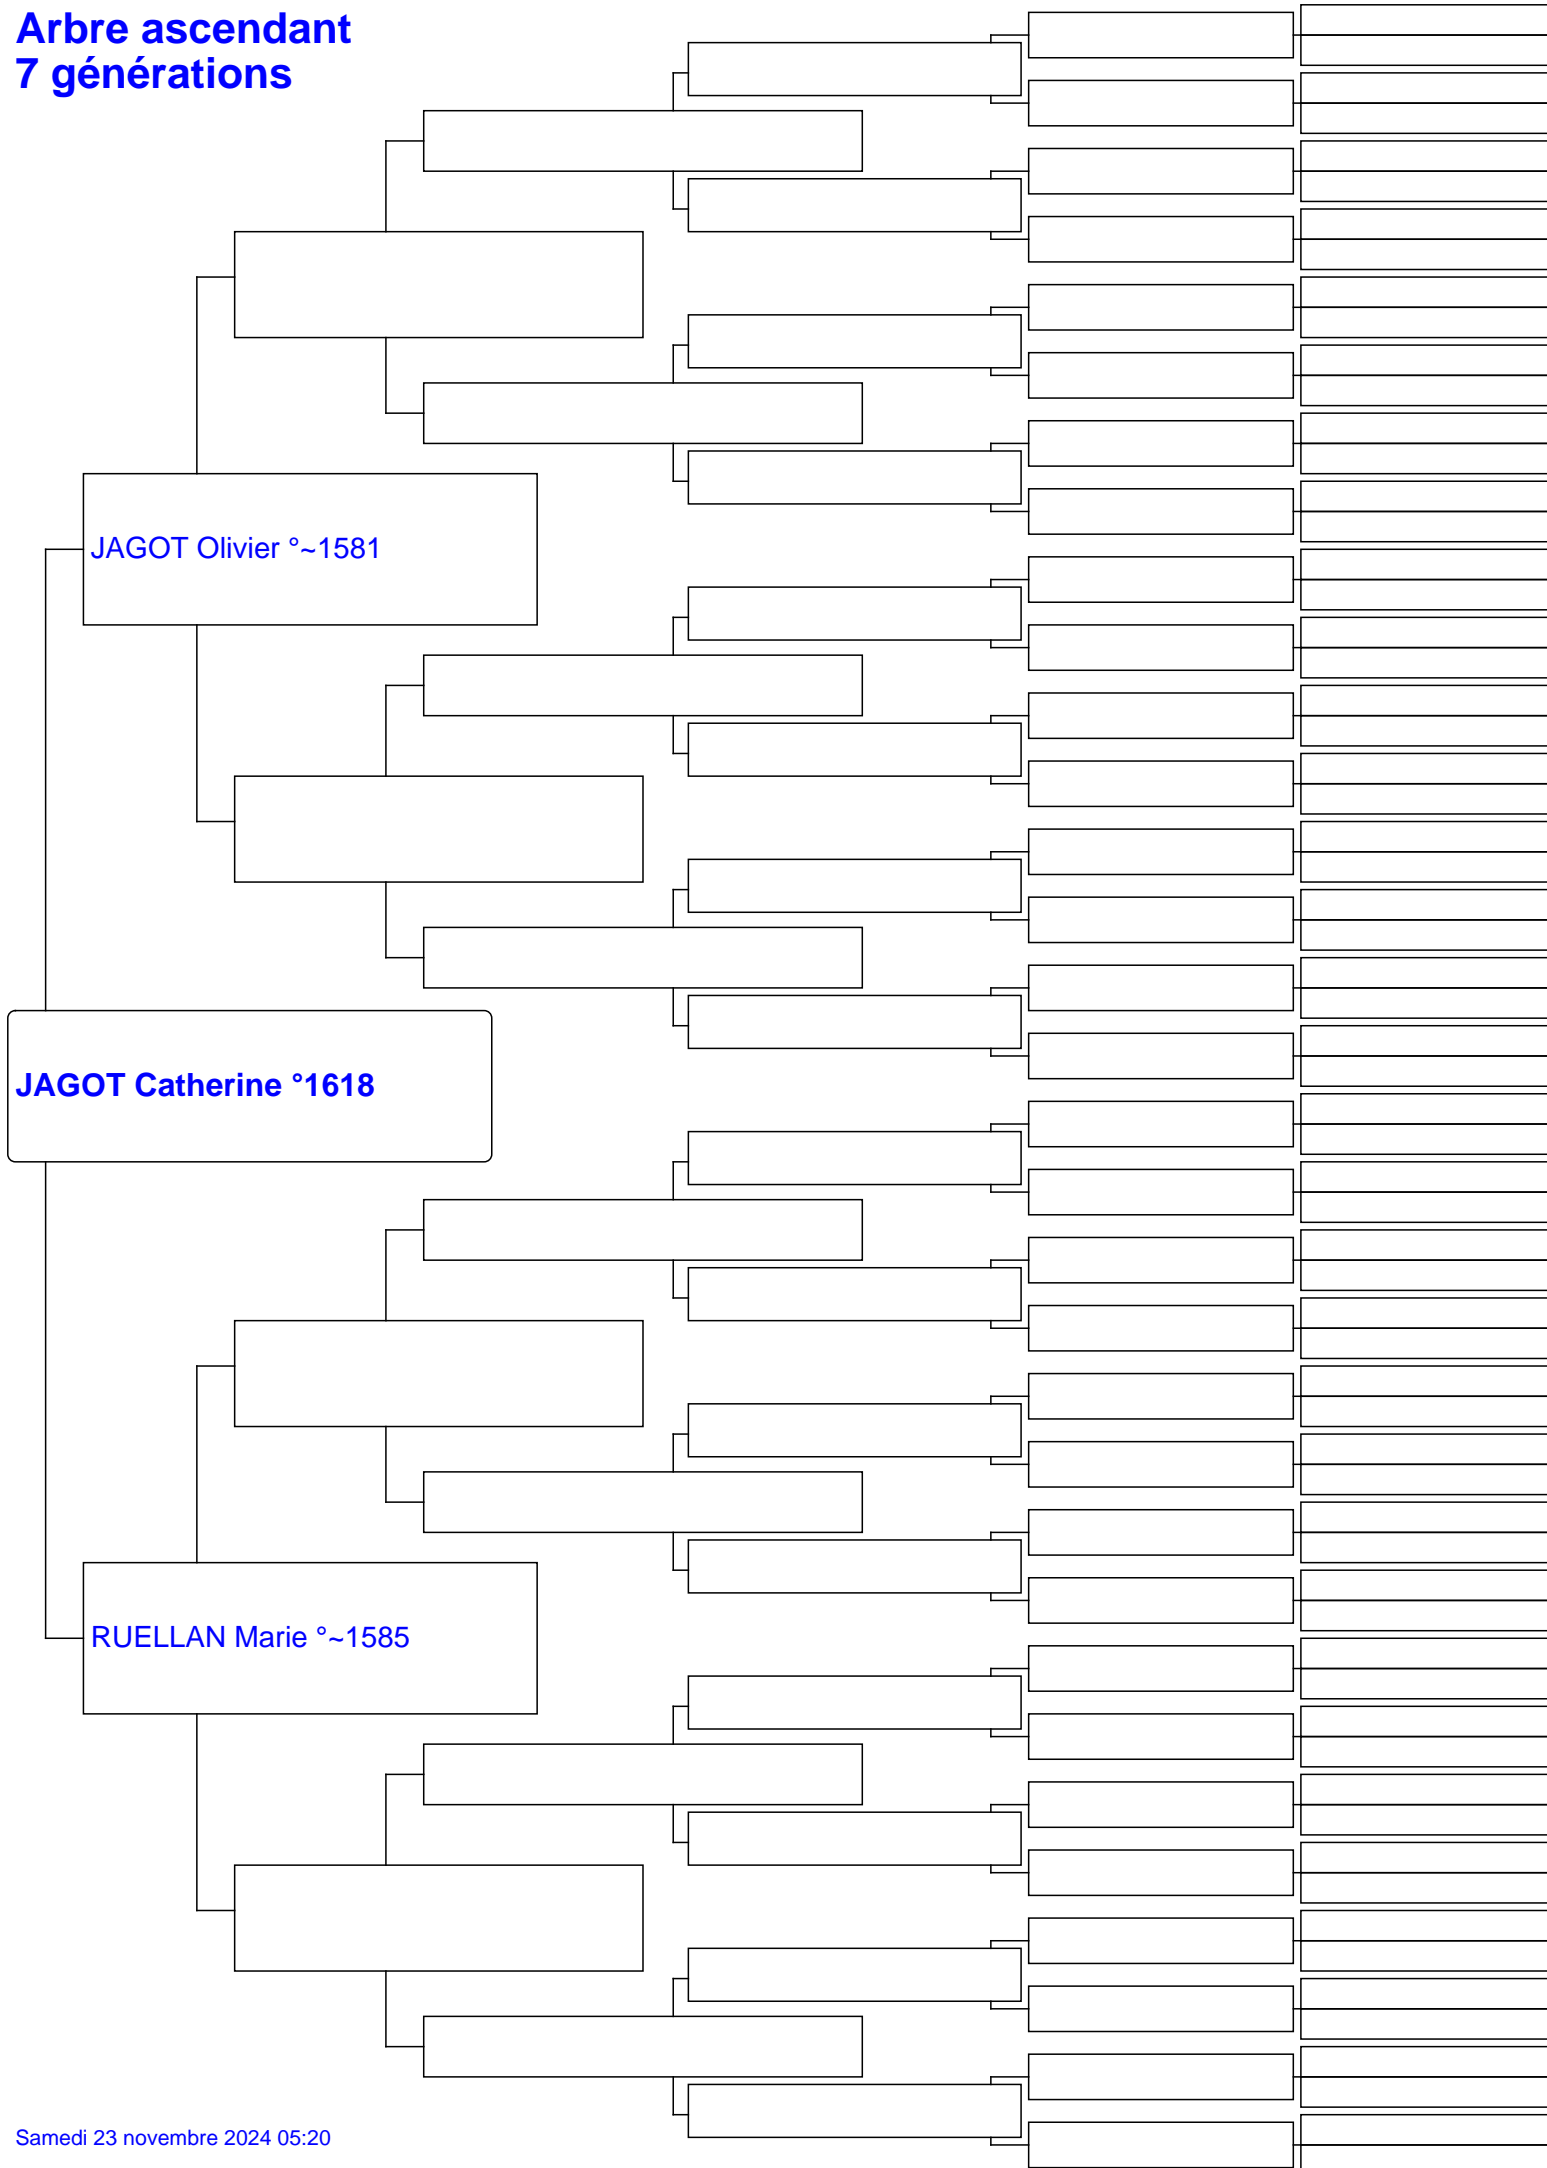 Arbre ascendant
7 générations
JAGOT Olivier °~1581
JAGOT Catherine °1618
RUELLAN Marie °~1585
Samedi 23 novembre 2024 05:20